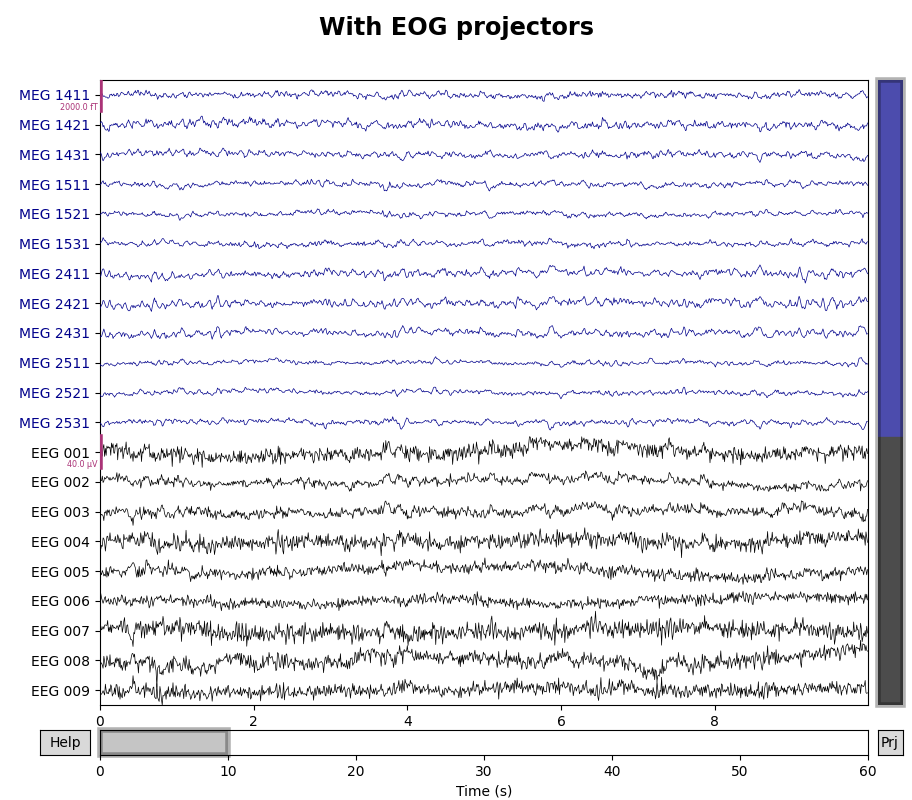 With EOG projectors
MEG 1411
2000.0 fT
MEG 1421
MEG 1431
MEG 1511
MEG 1521
MEG 1531
MEG 2411
MEG 2421
MEG 2431
MEG 2511
MEG 2521
MEG 2531
EEG 001
40.0 µV
EEG 002
EEG 003
EEG 004
EEG 005
EEG 006
EEG 007
EEG 008
EEG 009
0 2 4 6 8
Help Prj
0 10 20 30 40 50 60
Time (s)